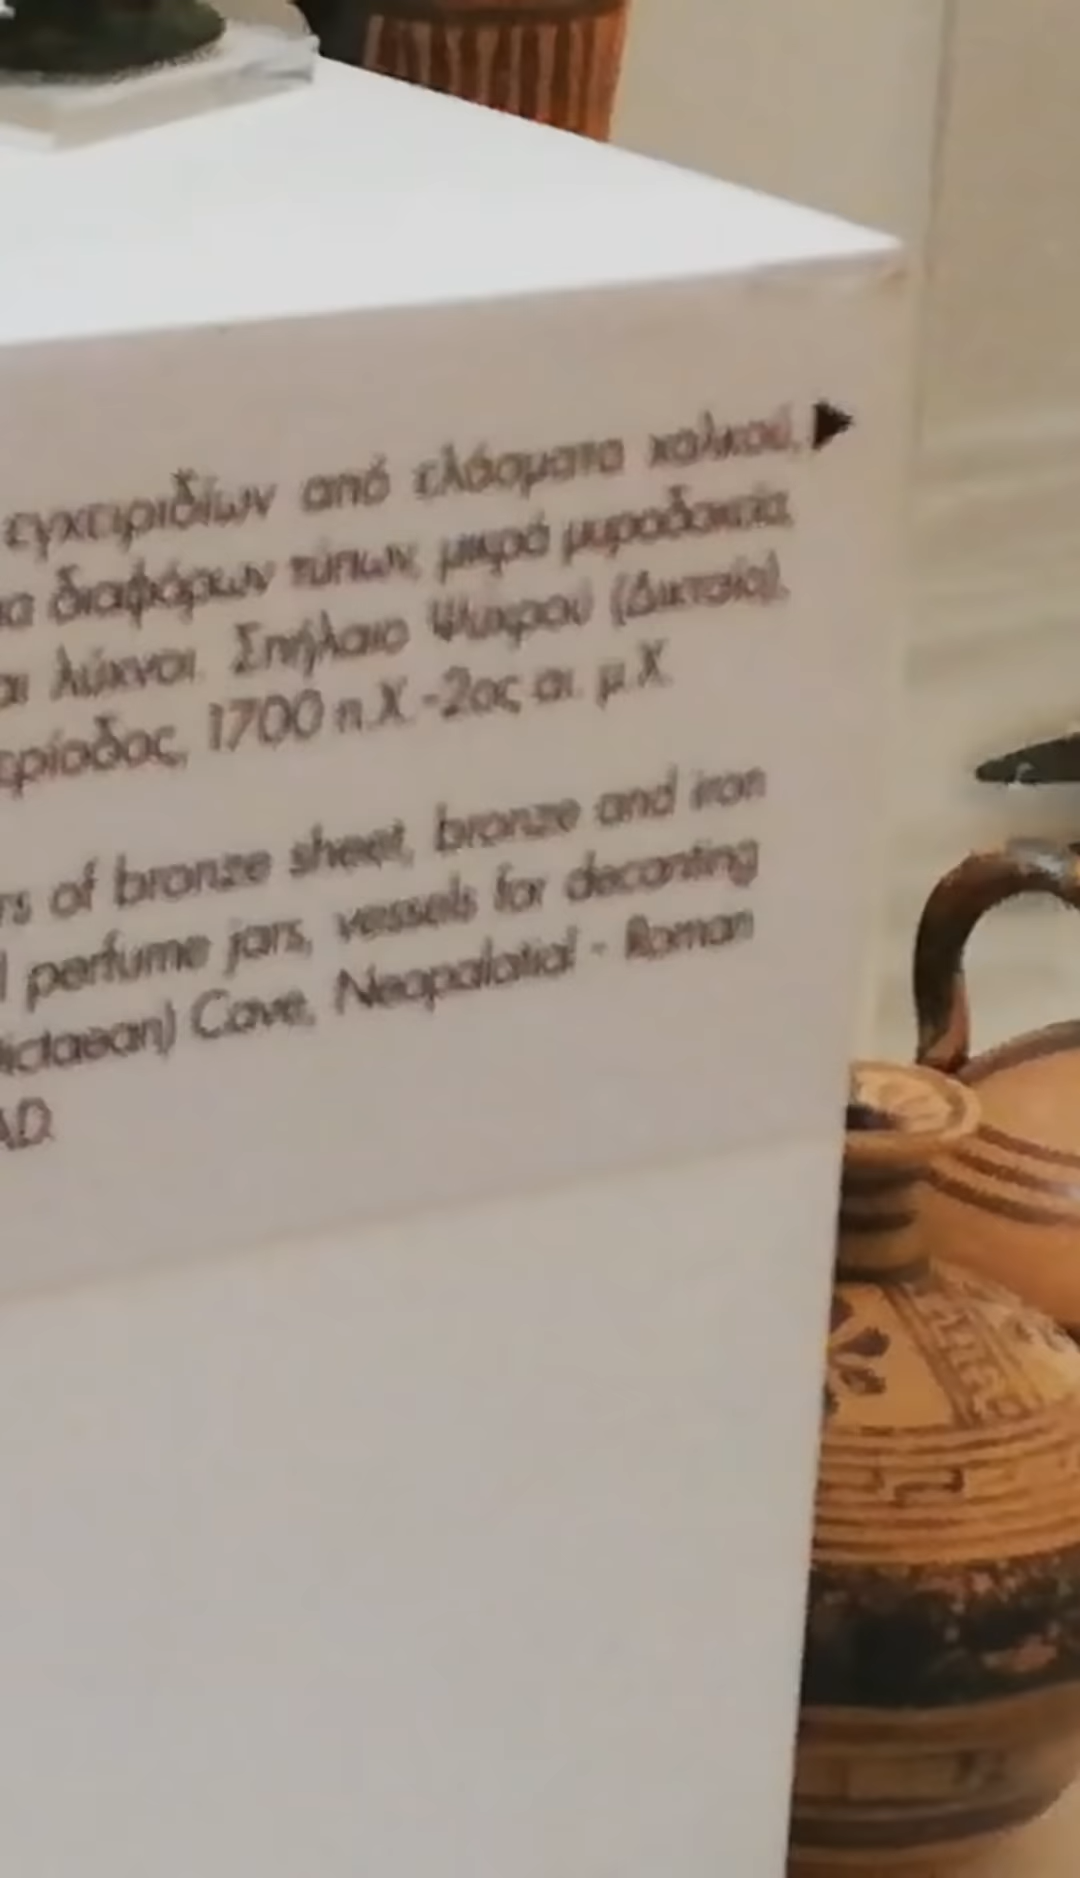 εγχειριδίων από ελάσματα χαλκού,
διαφόρων τύπων, μικρά μυροδοχεία,
αι λύχνοι. Σπήλαιο Ψυχρού (Δικταίο),
ερίοδος, 1700 π.Χ.-2ος αι. μ.Χ.
rs of bronze sheet, bronze and iron
perfume jars, vessels for decanting
ictaean) Cave, Neopalatial - Roman
AD.